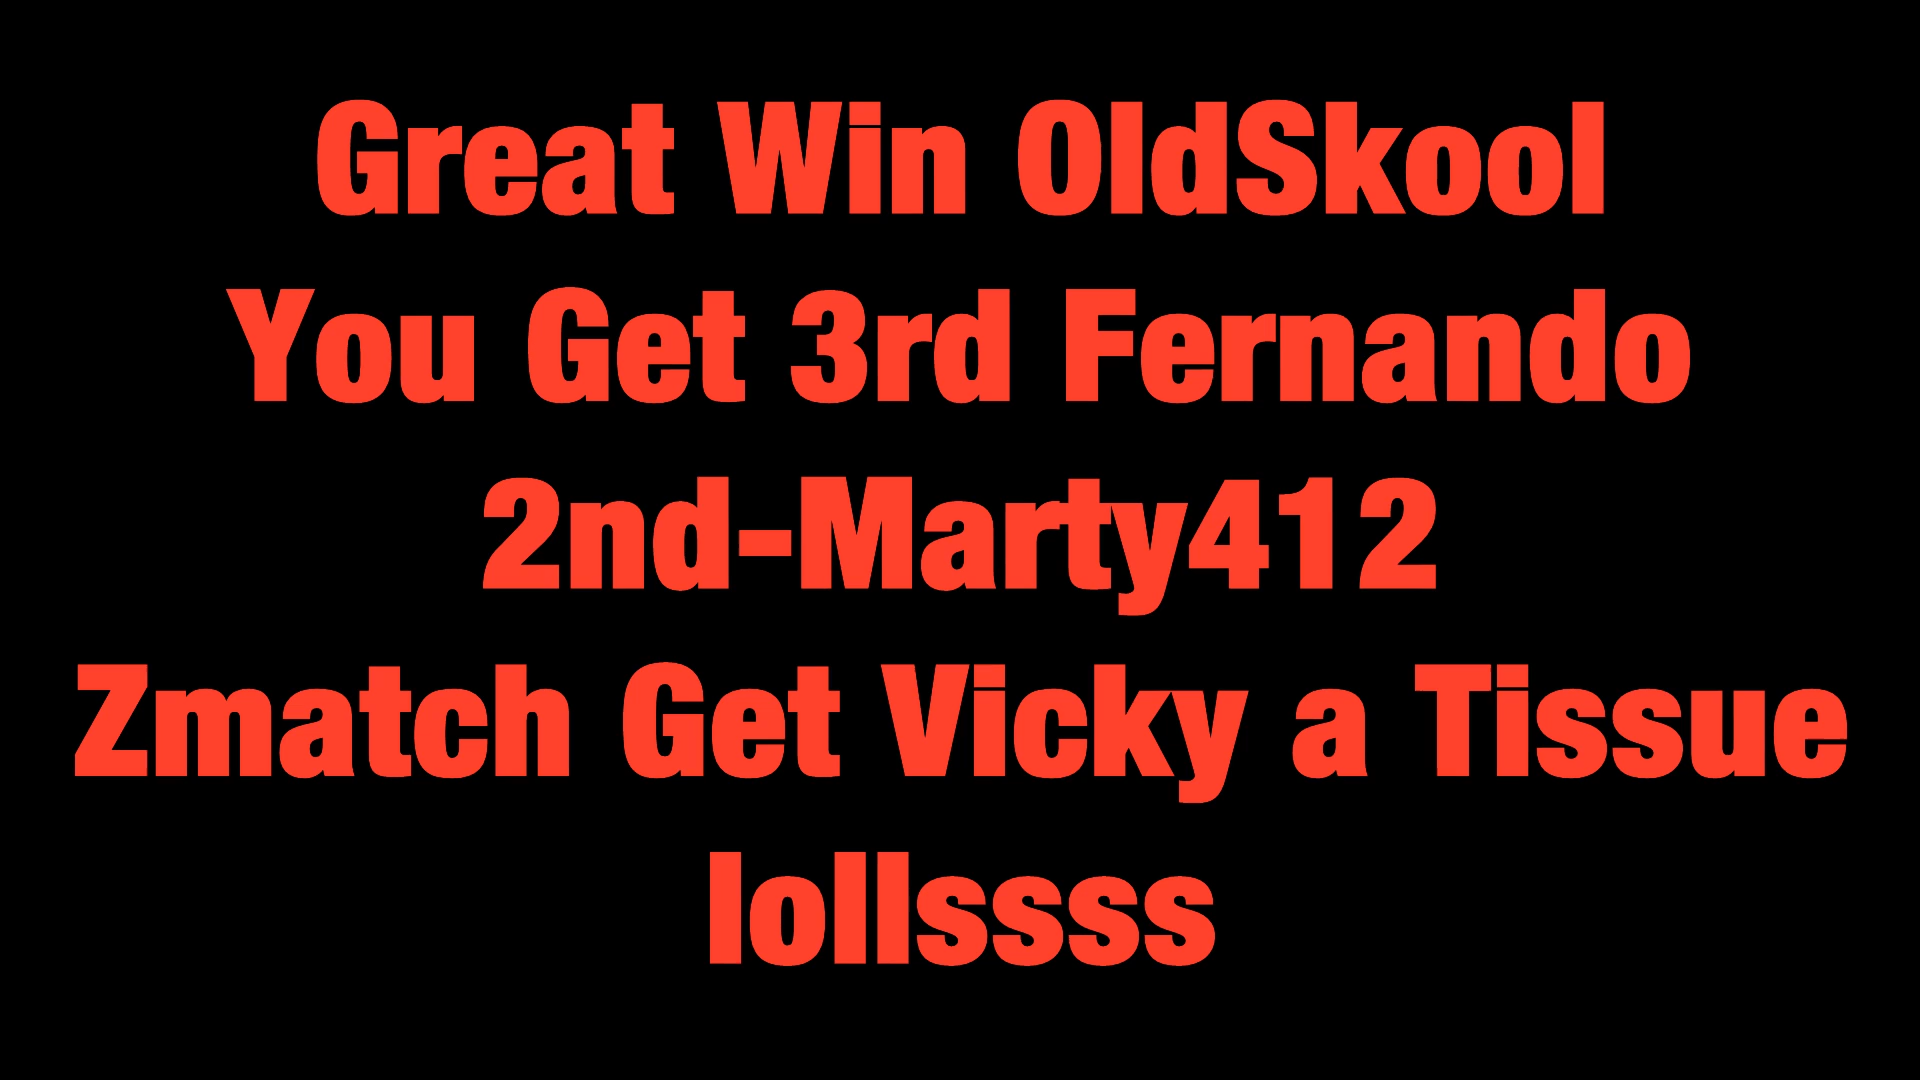 Great Win OldSkool
You Get 3rd Fernando
2nd-Marty412
Zmatch Get Vicky a Tissue
lollssss